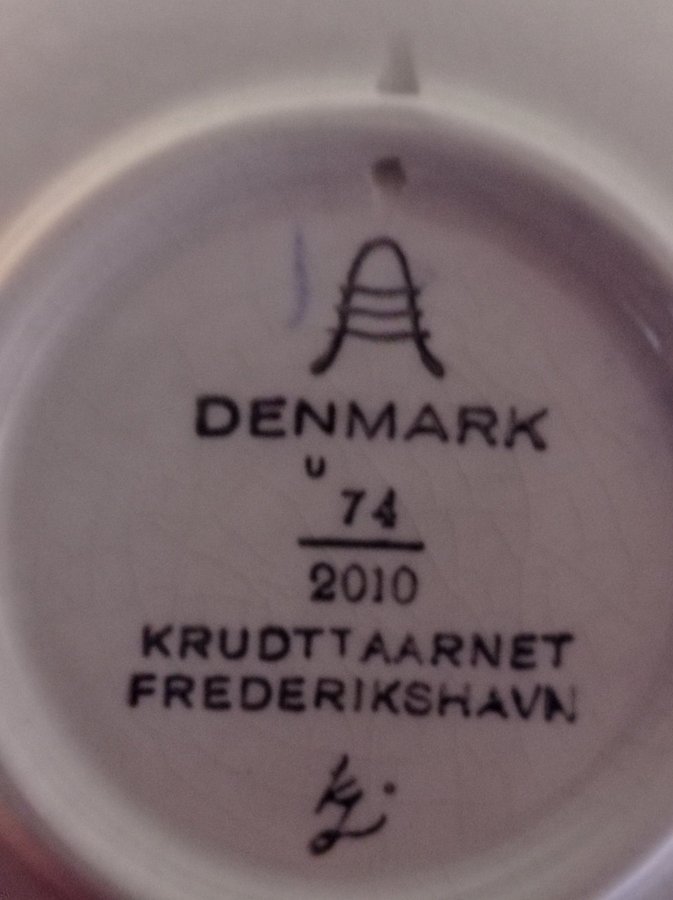 DENMARK
U
74
2010
KRUDTTAARNET
FREDERIKSHAVN